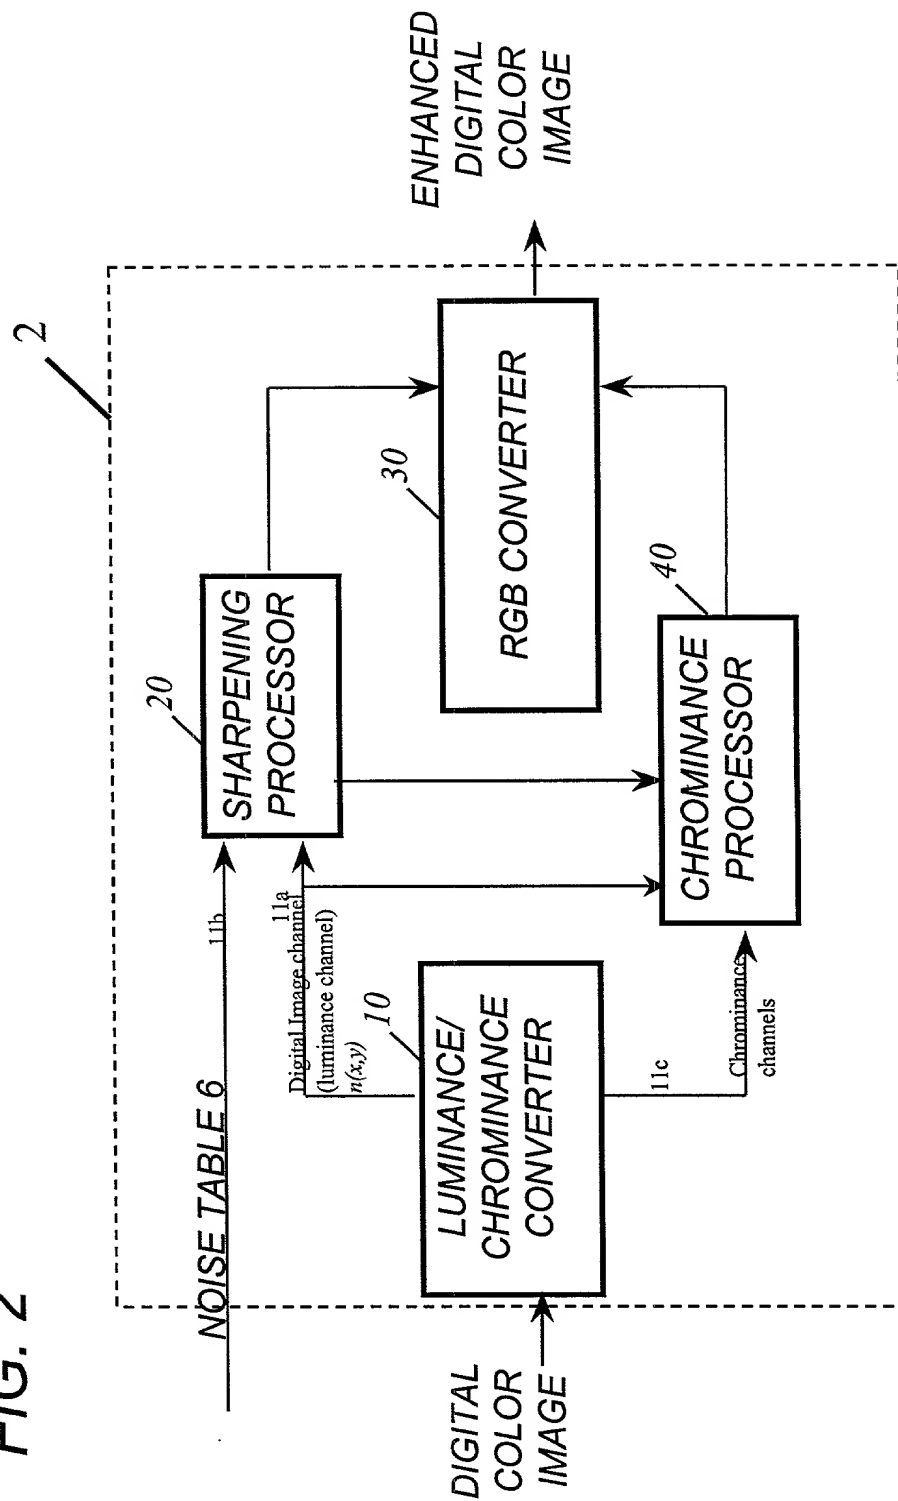 FIG. 2
2
NOISE TABLE 6
11b
20
SHARPENING
PROCESSOR
11a
Digital Image channel
(luminance channel)
n(x,y)
10
LUMINANCE/
CHROMINANCE
CONVERTER
DIGITAL
COLOR
IMAGE
30
RGB CONVERTER
ENHANCED
DIGITAL
COLOR
IMAGE
11c
Chrominance
channels
40
CHROMINANCE
PROCESSOR